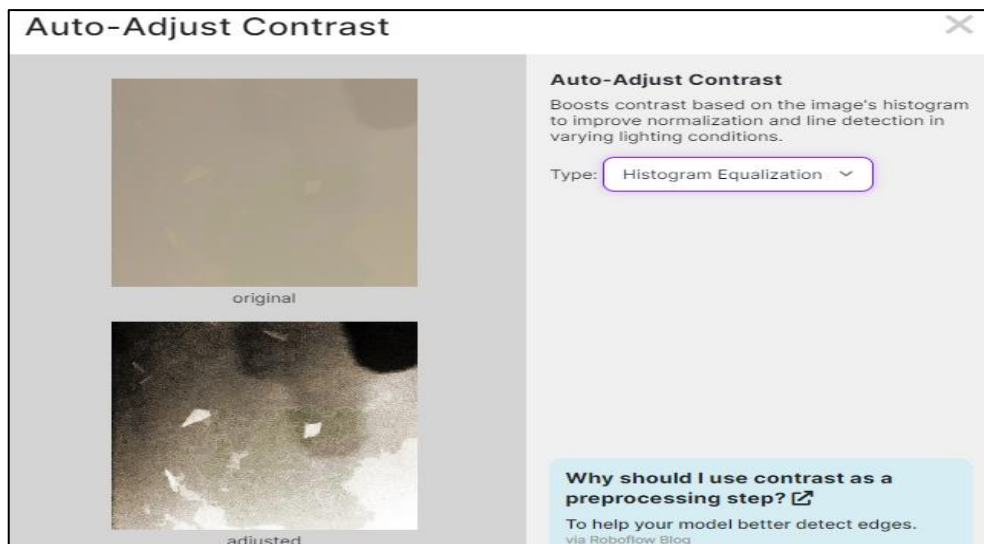 Auto-Adjust Contrast
original
adjusted
Auto-Adjust Contrast
Boosts contrast based on the image's histogram
to improve normalization and line detection in
varying lighting conditions.
Type: Histogram Equalization
Why should I use contrast as a
preprocessing step?
To help your model better detect edges.
via Roboflow Blog